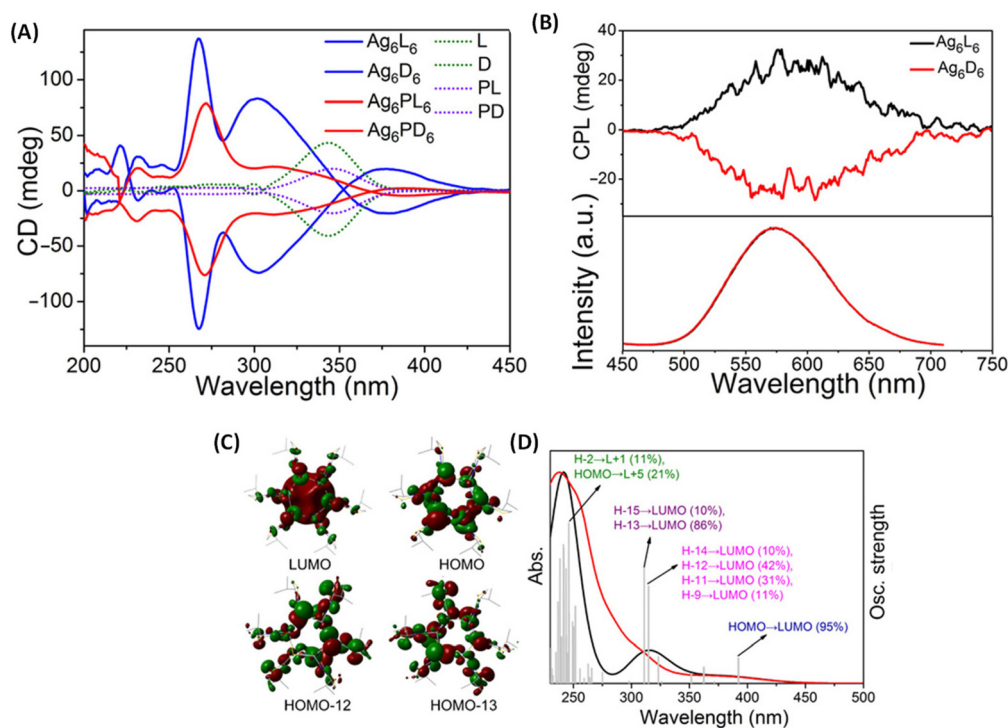 (A)
CD (mdeg)
100
50
0
-50
-100
Ag6L6
Ag6D6
Ag6PL6
Ag6PD6
L
D
PL
PD
200 250 300 350 400 450
Wavelength (nm)
(B)
CPL (mdeg)
40
20
0
-20
Ag6L6
Ag6D6
Intensity (a.u.)
450 500 550 600 650 700 750
Wavelength (nm)
(C)
LUMO
HOMO
HOMO-12
HOMO-13
(D)
Abs.
H-2→L+1 (11%),
HOMO→L+5 (21%)
H-15→LUMO (10%)
H-13→LUMO (86%)
H-14→LUMO (10%),
H-12→LUMO (42%)
H-11→LUMO (31%),
H-9→LUMO (11%)
HOMO→LUMO (95%)
Osc. strength
250 300 350 400 450 500
Wavelength (nm)